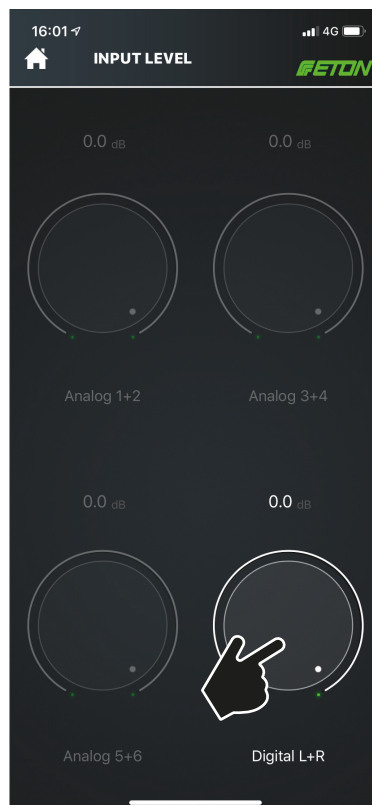 16:01 4G
INPUT LEVEL ETON
0.0 dB 0.0 dB
Analog 1+2 Analog 3+4
0.0 dB 0.0 dB
Analog 5+6 Digital L+R